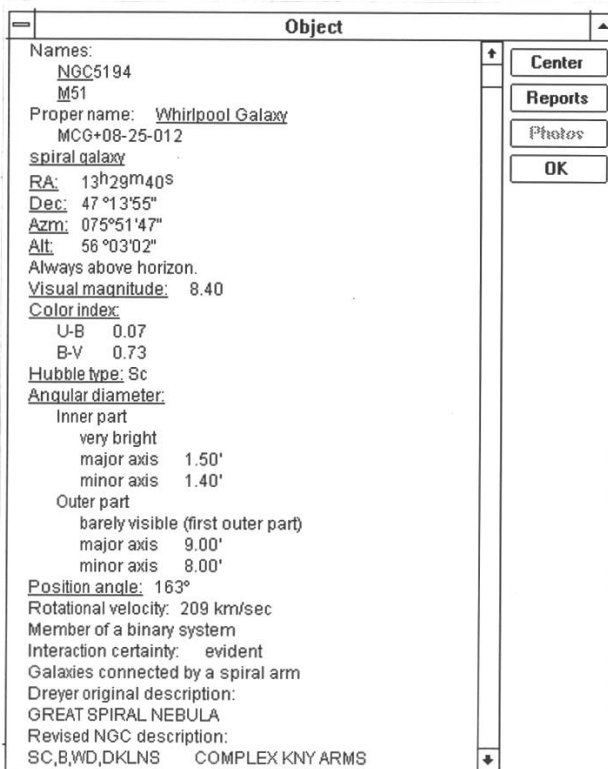 Object
Names:
NGC5194
M51
Proper name: Whirlpool Galaxy
MCG+08-25-012
spiral galaxy
RA: 13h29m40s
Dec: 47°13'55"
Azm: 075°51'47"
Alt: 56°03'02"
Always above horizon.
Visual magnitude: 8.40
Color index:
U-B 0.07
B-V 0.73
Hubble type: Sc
Angular diameter:
Inner part
very bright
major axis 1.50'
minor axis 1.40'
Outer part
barely visible (first outer part)
major axis 9.00'
minor axis 8.00'
Position angle: 163°
Rotational velocity: 209 km/sec
Member of a binary system
Interaction certainty: evident
Galaxies connected by a spiral arm
Dreyer original description:
GREAT SPIRAL NEBULA
Revised NGC description:
SC,B,WD,DKLNS COMPLEX KNY ARMS
Center
Reports
Photos
OK